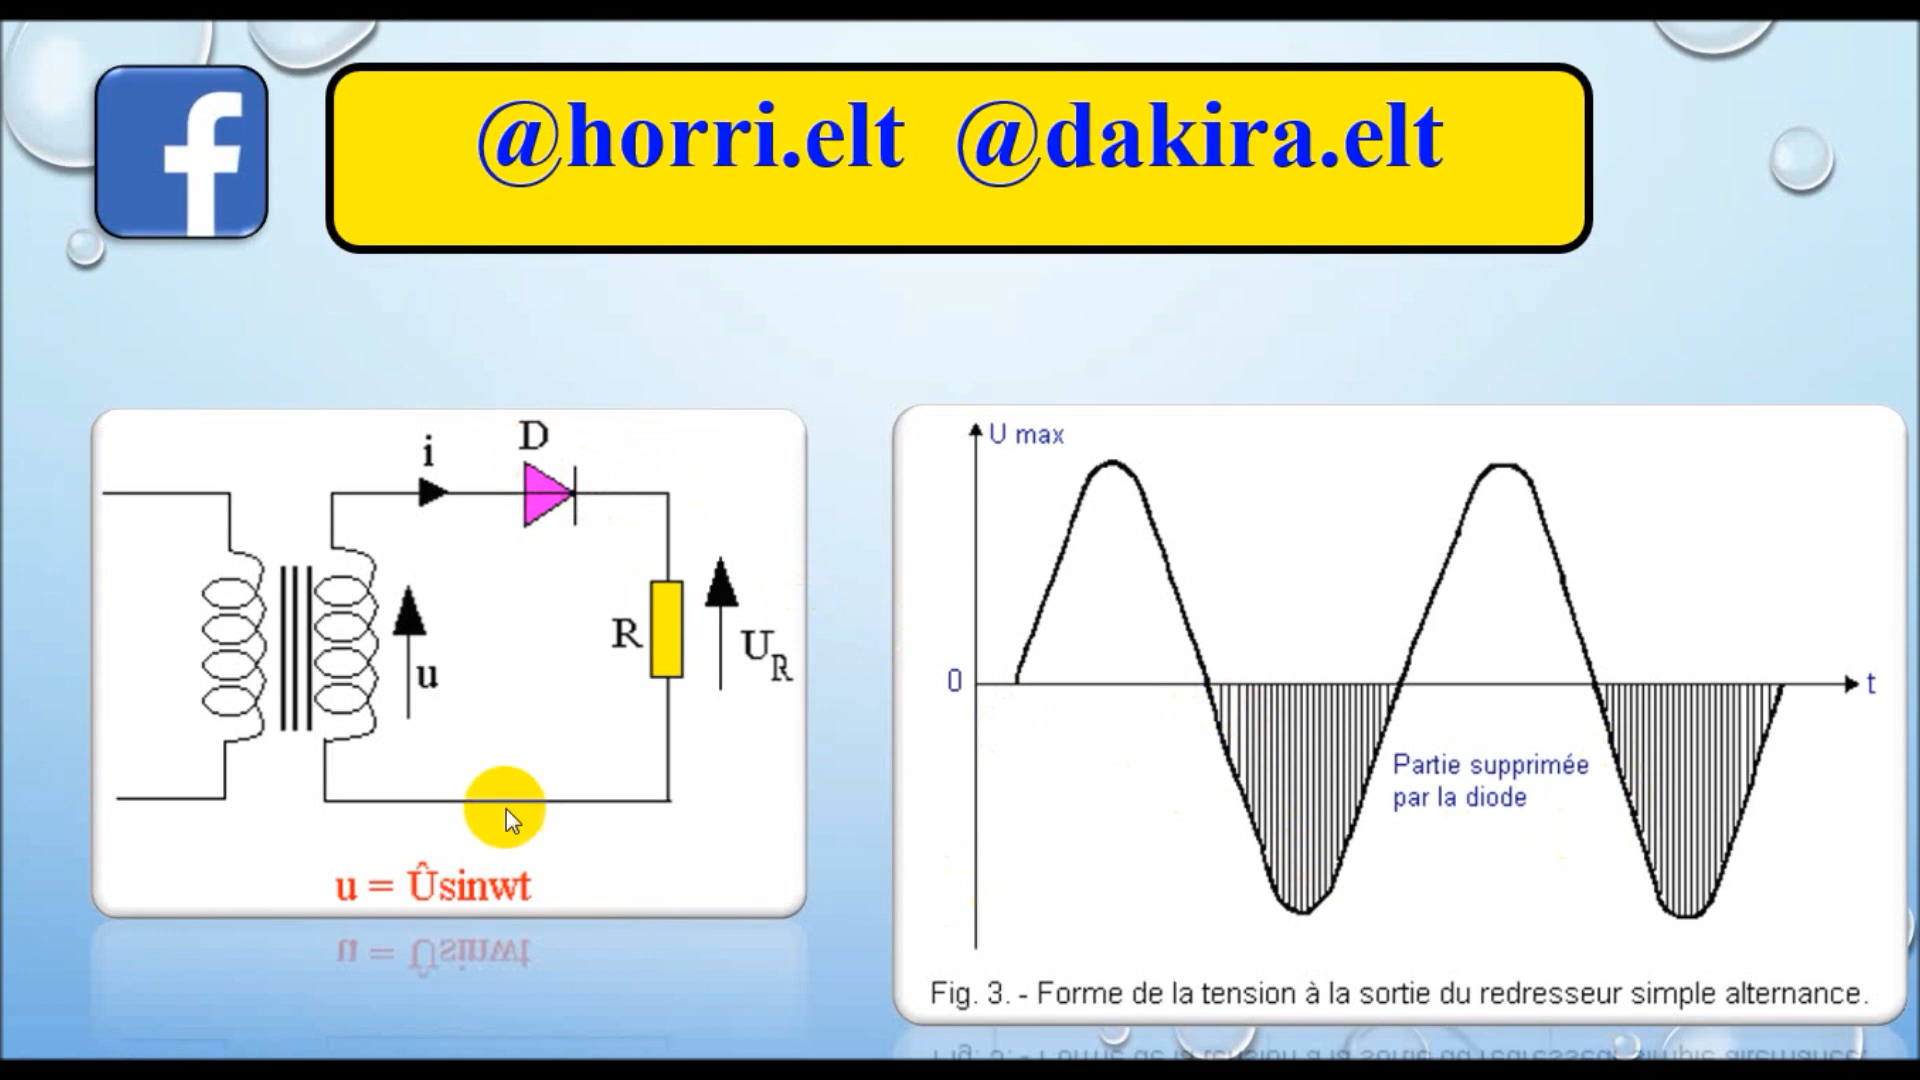 f
@horri.elt @dakira.elt
i
D
u
R
U_R
u = Ûsinwt
U max
0
t
Partie supprimée
par la diode
Fig. 3. - Forme de la tension à la sortie du redresseur simple alternance.